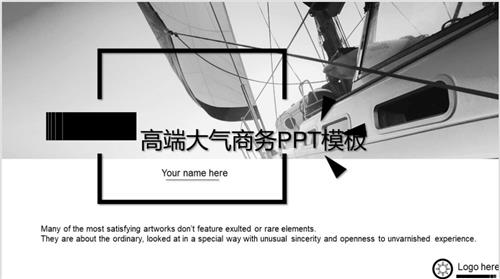 高端大气商务PPT模板
Your name here
Many of the most satisfying artworks don't feature exulted or rare elements.
They are about the ordinary, looked at in a special way with unusual sincerity and openness to unvarnished experience.
Logo here